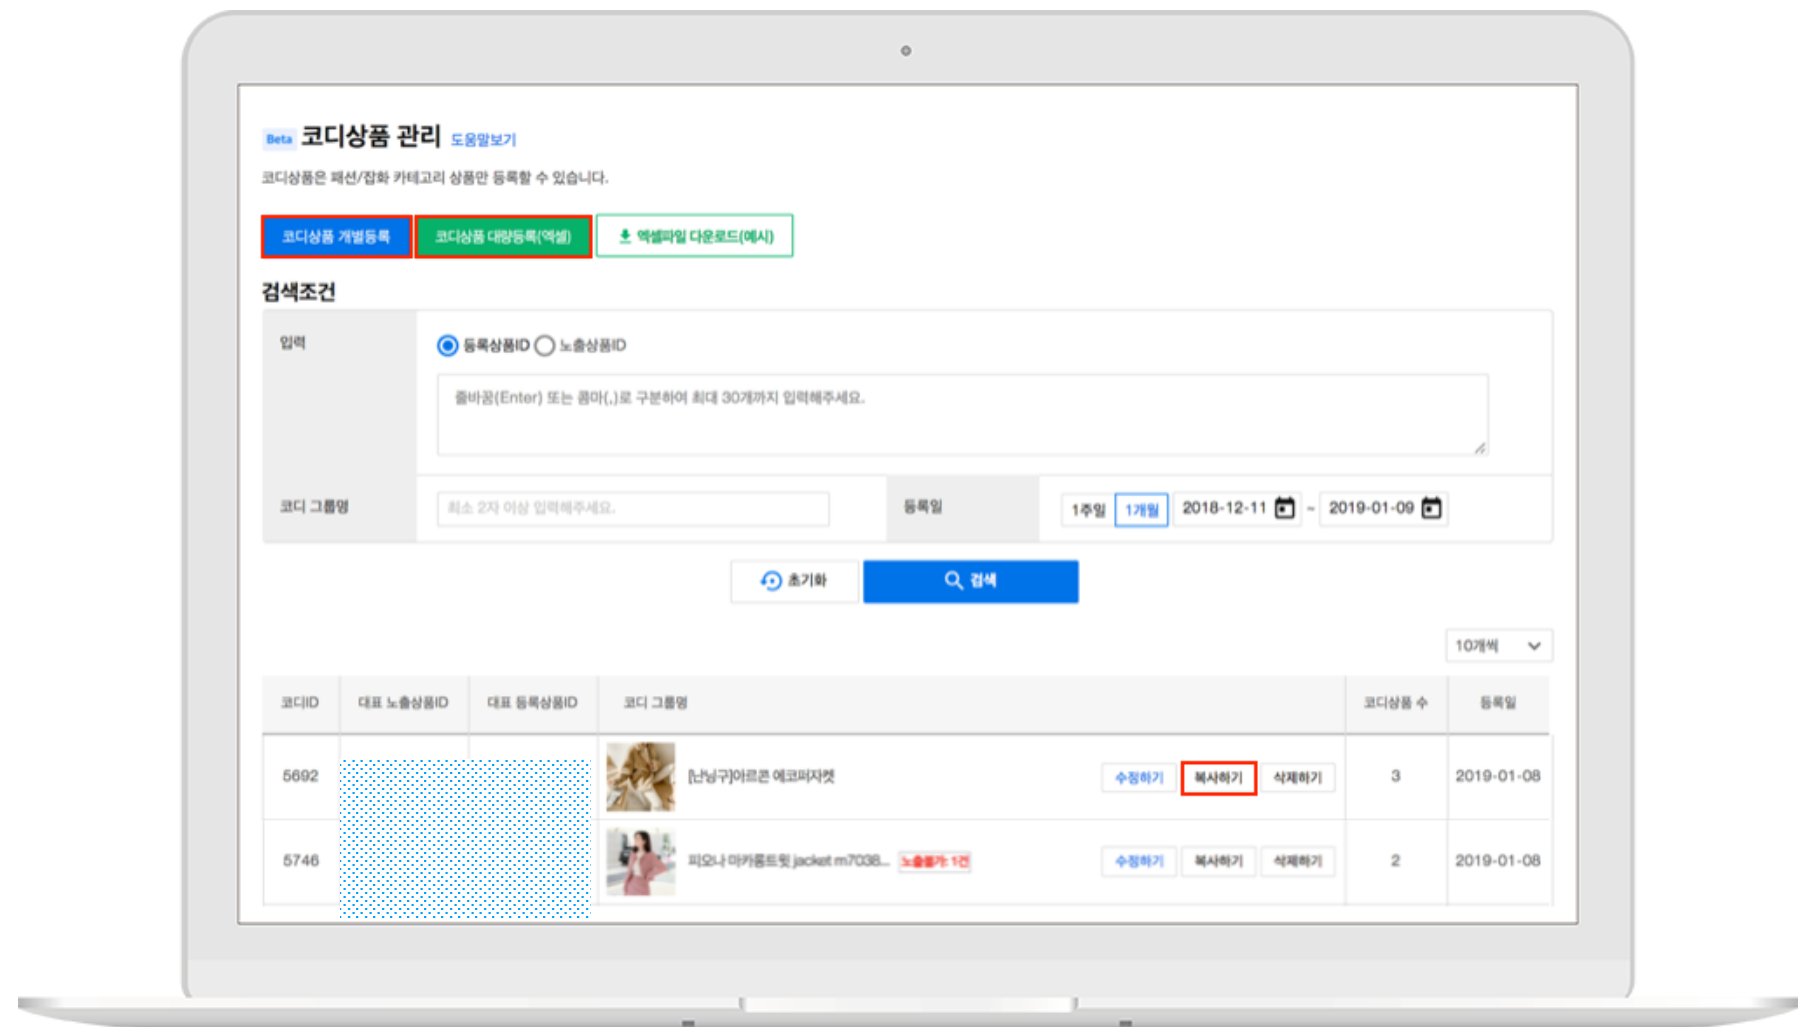 Beta 코디상품 관리 도움말보기
코디상품은 패션/잡화 카테고리 상품만 등록할 수 있습니다.
코디상품 개별등록 코디상품 대량등록(엑셀) 엑셀파일 다운로드(예시)
검색조건
입력 등록상품ID 노출상품ID
줄바꿈(Enter) 또는 콤마(,)로 구분하여 최대 30개까지 입력해주세요.
코디 그룹명 최소 2자 이상 입력해주세요. 등록일 1주일 1개월 2018-12-11 ~ 2019-01-09
초기화 검색
10개씩
코디ID 대표 노출상품ID 대표 등록상품ID 코디 그룹명 코디상품 수 등록일
5692 [난닝구]아르콘 에코퍼자켓 수정하기 복사하기 삭제하기 3 2019-01-08
5746 피오나 마카롱트윗 jacket m7038... 노출불가: 1건 수정하기 복사하기 삭제하기 2 2019-01-08